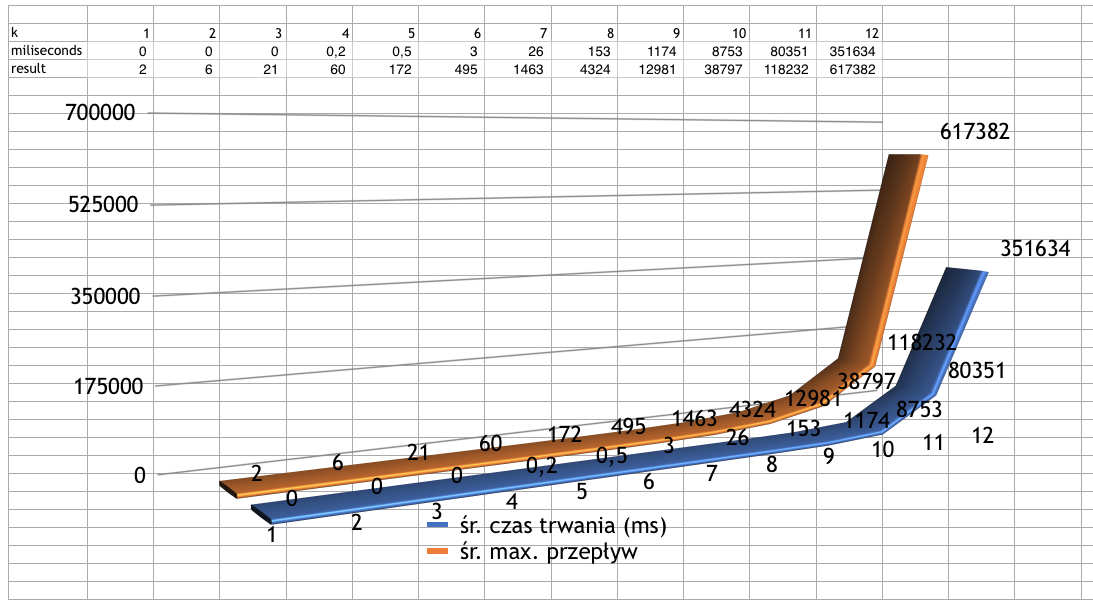 k 1 2 3 4 5 6 7 8 9 10 11 12
miliseconds 0 0 0 0,2 0,5 3 26 153 1174 8753 80351 351634
result 2 6 21 60 172 495 1463 4324 12981 38797 118232 617382
700000
617382
525000
351634
350000
118232
175000
38797 80351
2 6 21 60 172 495 1463 4324 12981
0
0 0 0 0,2 0,5 3 26 153 1174 8753
1 2 3 4 5 6 7 8 9 10 11 12
śr. czas trwania (ms)
śr. max. przepływ